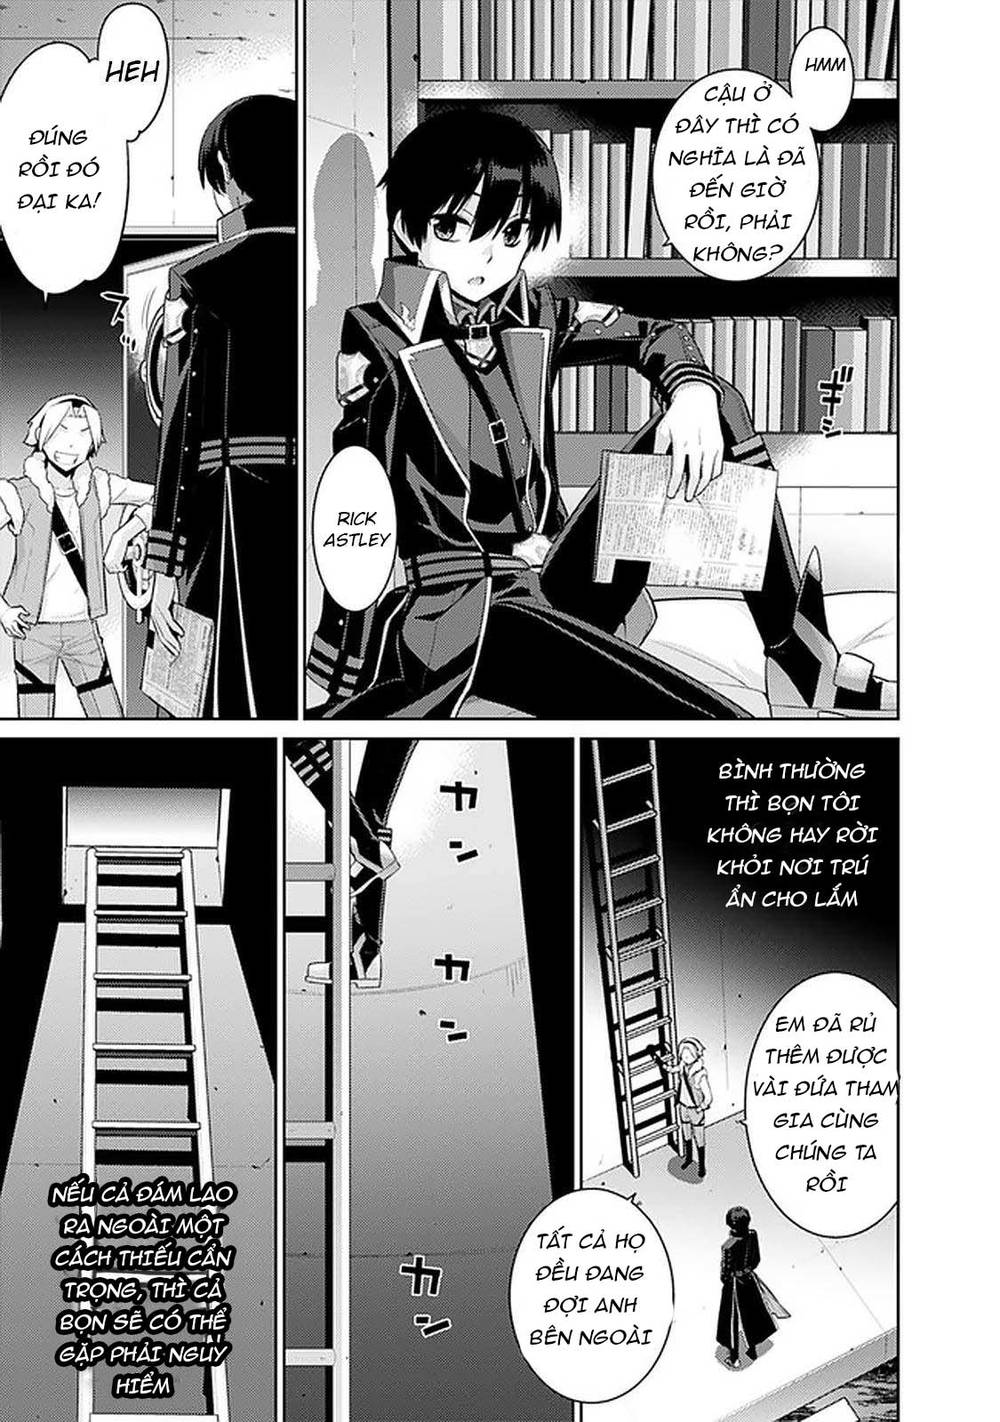 HMM
CẬU Ở
ĐÂY THÌ CÓ
NGHĨA LÀ ĐÃ
ĐẾN GIỜ
RỒI, PHẢI
KHÔNG?
ギシ
RICK
ASTLEY
HEH
ĐÚNG
RỒI ĐÓ
ĐẠI KA!
BÌNH THƯỜNG
THÌ BỌN TÔI
KHÔNG HAY RỜI
KHỎI NƠI TRÚ
ẨN CHO LẮM
EM ĐÃ RỦ
THÊM ĐƯỢC
VÀI ĐỨA THAM
GIA CÙNG
CHÚNG TA
RỒI
TẤT CẢ HỌ
ĐỀU ĐANG
ĐỢI ANH
BÊN NGOÀI
カン
カン
カン
NẾU CẢ ĐÁM LAO
RA NGOÀI MỘT
CÁCH THIẾU CẨN
TRỌNG, THÌ CẢ
BỌN SẼ CÓ THỂ
GẶP PHẢI NGUY
HIỂM